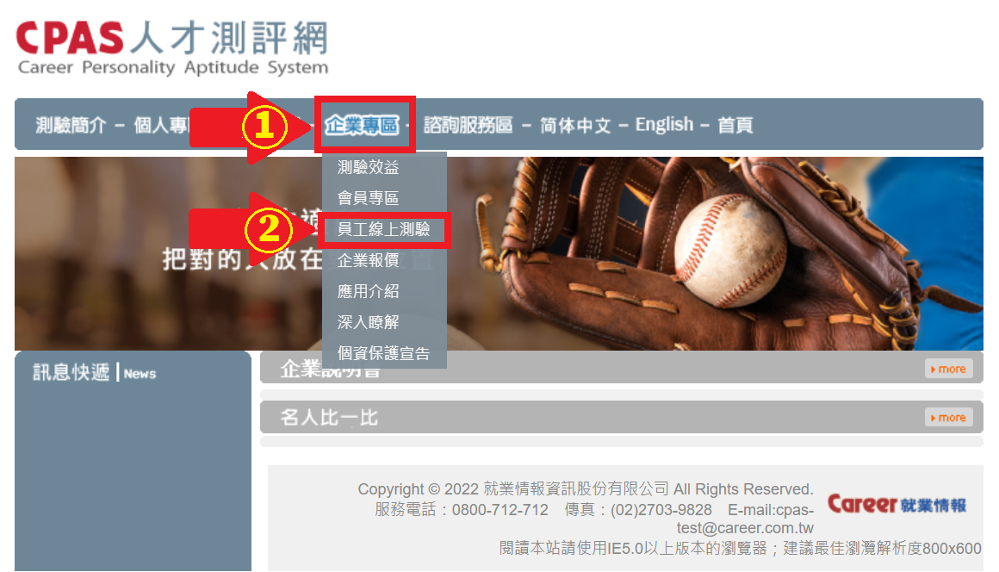 CPAS人才測評網
Career Personality Aptitude System
測驗簡介 – 個人專 1 – 企業專區 – 諮詢服務區 – 简体中文 – English – 首頁
測驗效益
會員專區
2 員工線上測驗
把對的人放在
企業報價
應用介紹
深入瞭解
個資保護宣告
訊息快遞 | News
企業說明會
more
名人比一比
more
Copyright © 2022 就業情報資訊股份有限公司 All Rights Reserved.
服務電話：0800-712-712 傳真：(02)2703-9828 E-mail:cpas-
test@career.com.tw
Career 就業情報
閱讀本站請使用IE5.0以上版本的瀏覽器；建議最佳瀏灠解析度800x600